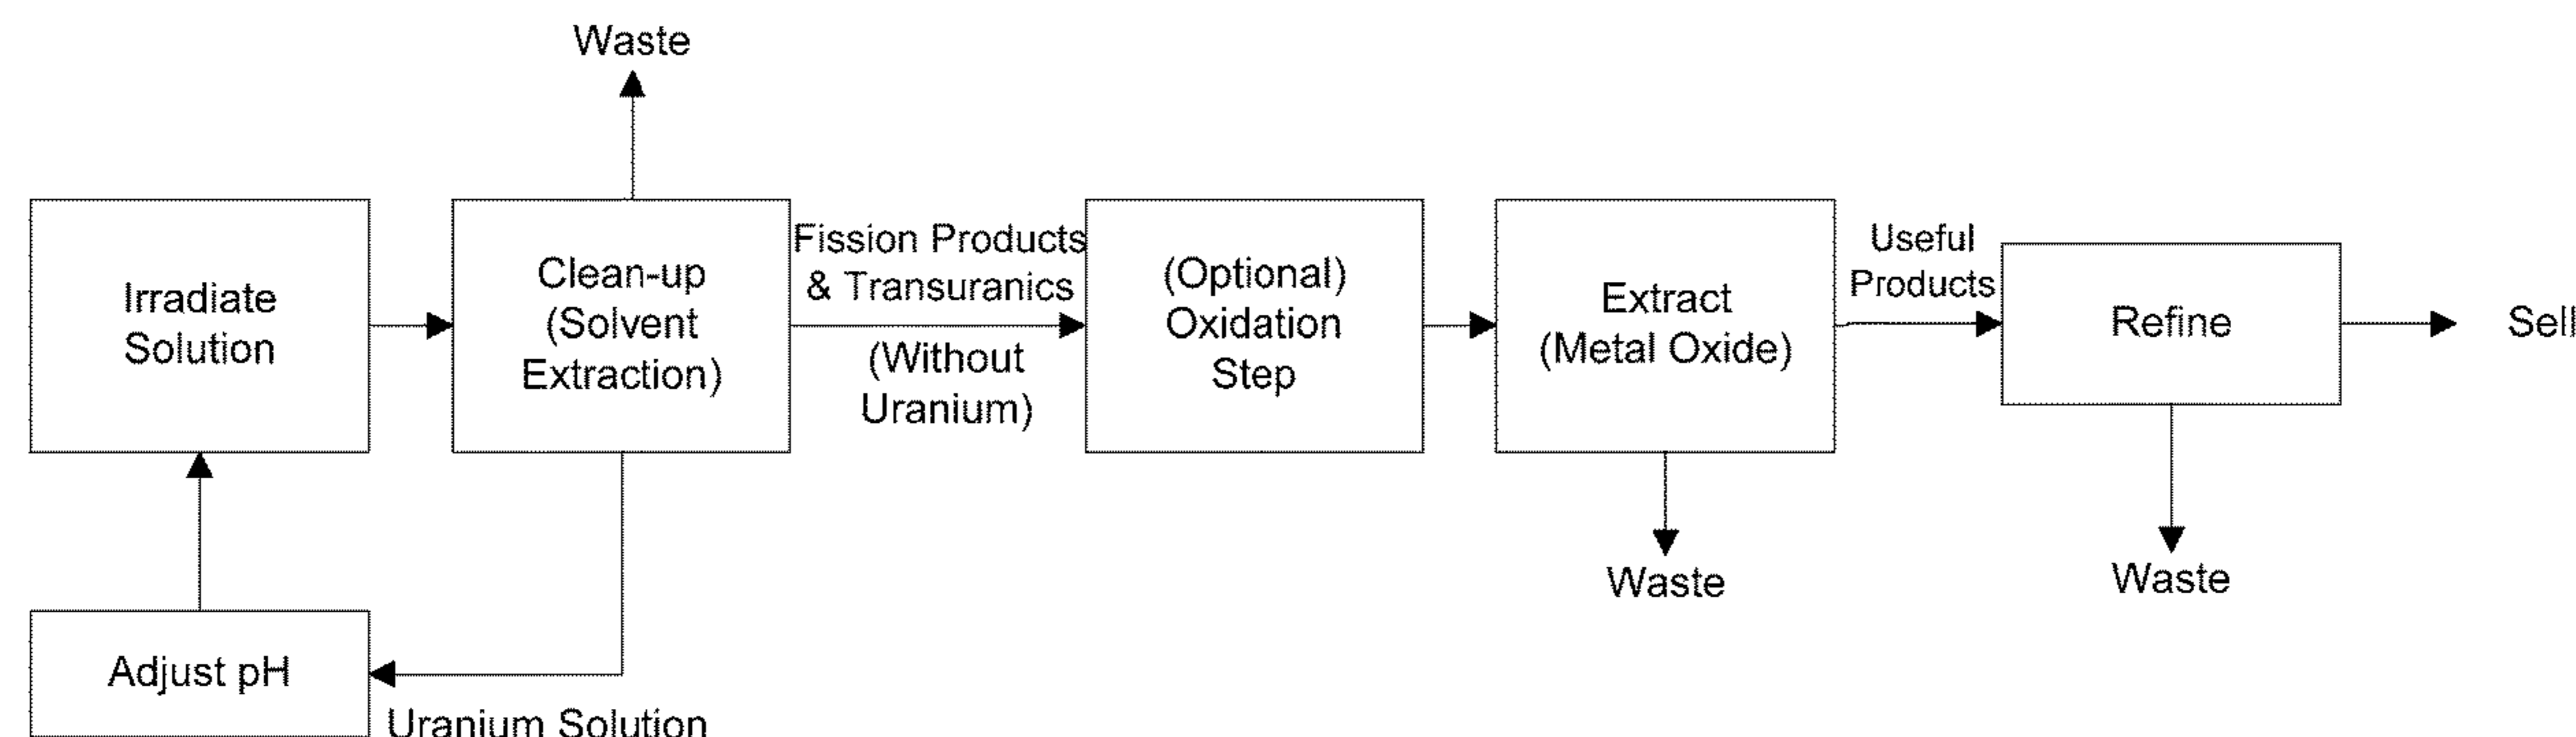 Waste
Irradiate
Solution
Clean-up
(Solvent
Extraction)
Fission Products
& Transuranics
(Without
Uranium)
(Optional)
Oxidation
Step
Extract
(Metal Oxide)
Useful
Products
Refine
Sell
Waste
Waste
Adjust pH
Uranium Solution